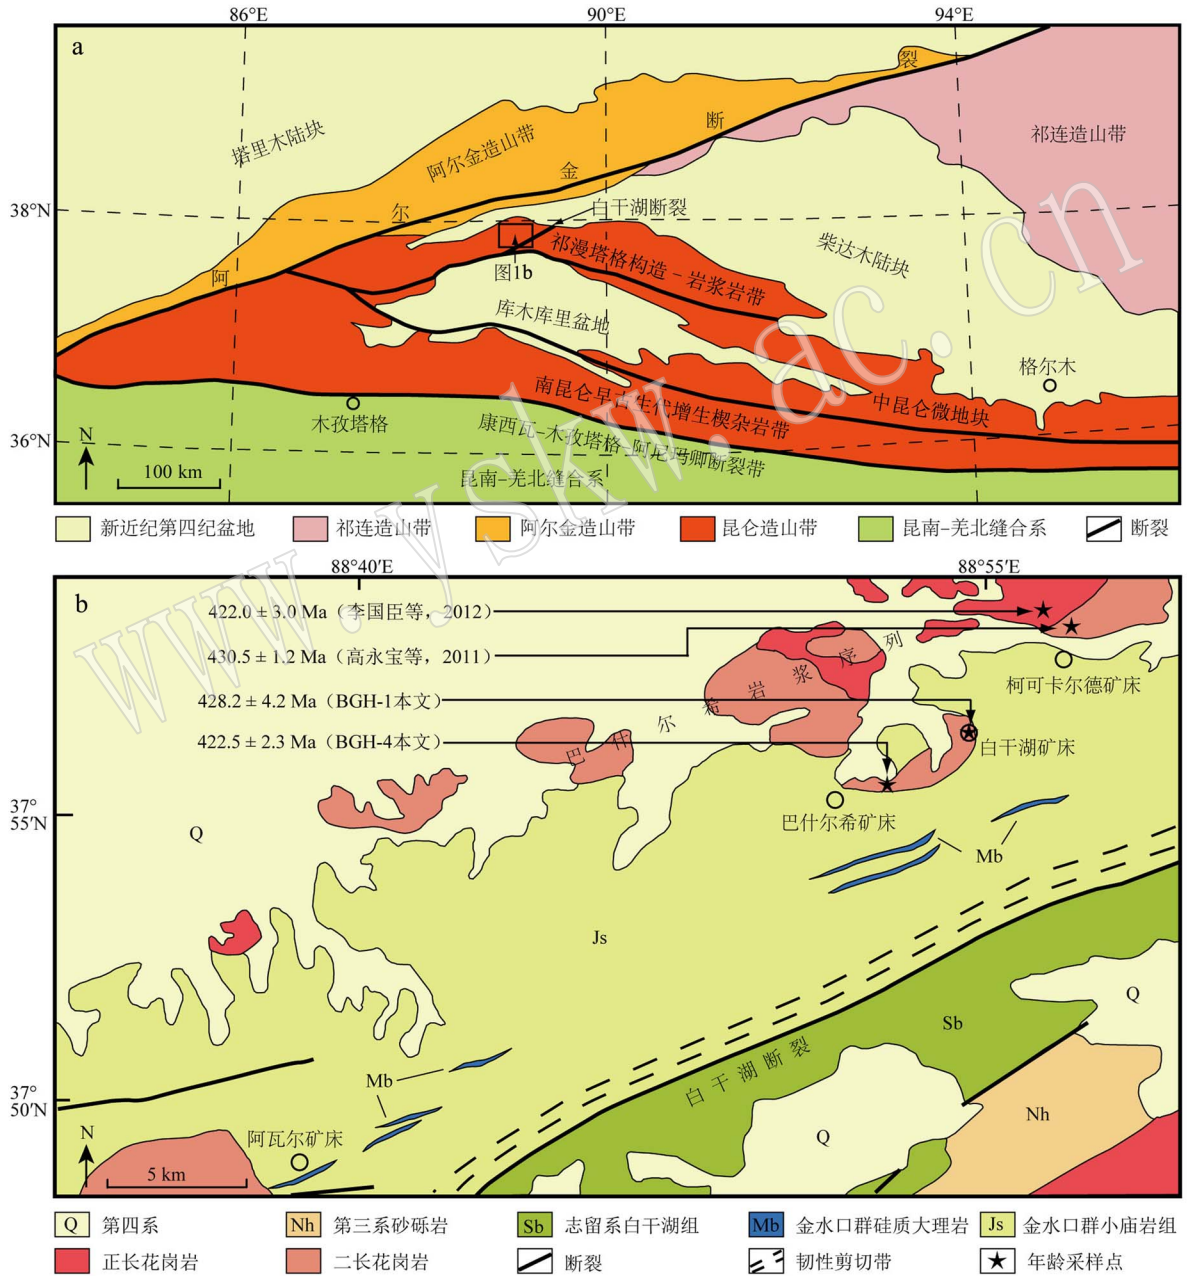 86°E 90°E 94°E
a
裂
断
塔里木陆块
阿尔金造山带
祁连造山带
金
38°N
尔
白干湖断裂
阿
图1b
祁漫塔格构造-岩浆岩带
柴达木陆块
库木库里盆地
格尔木
南昆仑早古生代增生楔杂岩带
中昆仑微地块
木孜塔格
康西瓦-木孜塔格-阿尼玛卿断裂带
36°N
N
100 km
昆南-羌北缝合系
新近纪第四纪盆地 祁连造山带 阿尔金造山带 昆仑造山带 昆南-羌北缝合系 断裂
88°40′E 88°55′E
b
422.0 ± 3.0 Ma（李国臣等，2012）
430.5 ± 1.2 Ma（高永宝等，2011）
428.2 ± 4.2 Ma（BGH-1本文）
422.5 ± 2.3 Ma（BGH-4本文）
巴什尔希岩浆序列
柯可卡尔德矿床
白干湖矿床
巴什尔希矿床
37°
55′N
Q
Mb
Js
Q
Sb
白干湖断裂
Mb
37°
50′N
Nh
N
阿瓦尔矿床
Q
5 km
Q 第四系 Nh 第三系砂砾岩 Sb 志留系白干湖组 Mb 金水口群硅质大理岩 Js 金水口群小庙岩组
正长花岗岩 二长花岗岩 断裂 韧性剪切带 年龄采样点
www.yskw.ac.cn